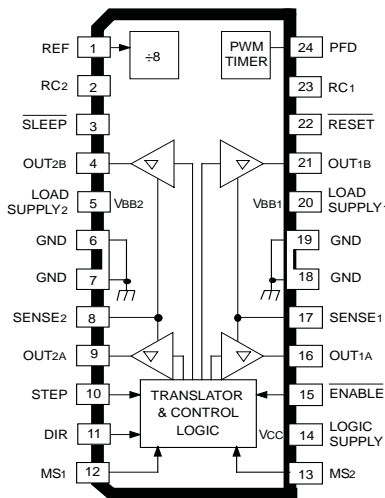 REF 1 ÷8 PWM TIMER 24 PFD
RC2 2 23 RC1
SLEEP 3 22 RESET
OUT2B 4 21 OUT1B
LOAD SUPPLY2 5 VBB2 VBB1 20 LOAD SUPPLY1
GND 6 19 GND
GND 7 18 GND
SENSE2 8 17 SENSE1
OUT2A 9 16 OUT1A
STEP 10 TRANSLATOR & CONTROL LOGIC 15 ENABLE
DIR 11 VCC 14 LOGIC SUPPLY
MS1 12 13 MS2